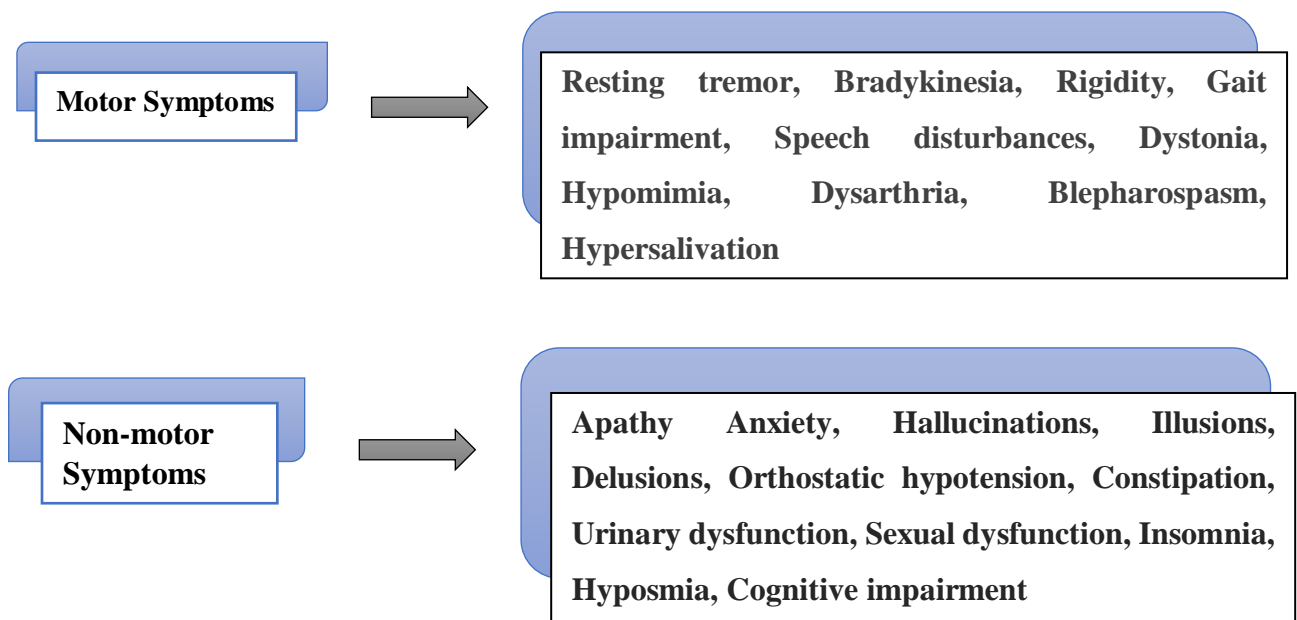 Motor Symptoms
Resting tremor, Bradykinesia, Rigidity, Gait
impairment, Speech disturbances, Dystonia,
Hypomimia, Dysarthria, Blepharospasm,
Hypersalivation
Non-motor
Symptoms
Apathy Anxiety, Hallucinations, Illusions,
Delusions, Orthostatic hypotension, Constipation,
Urinary dysfunction, Sexual dysfunction, Insomnia,
Hyposmia, Cognitive impairment